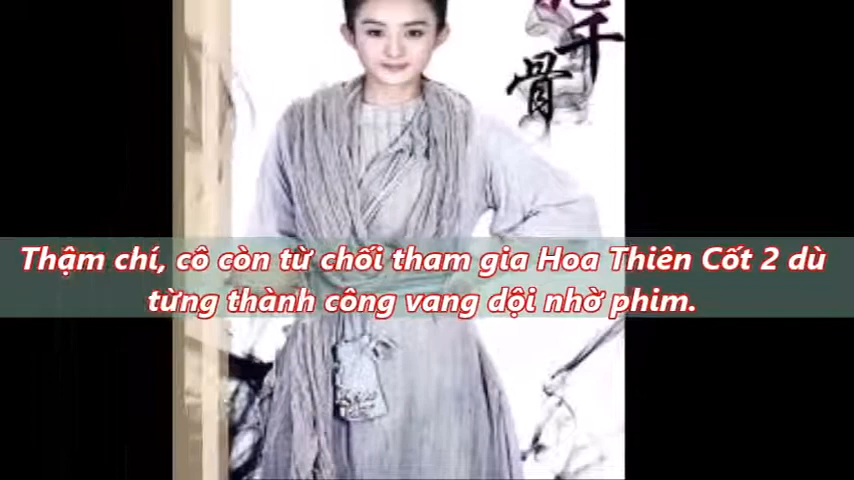 千
骨
Thậm chí, cô còn từ chối tham gia Hoa Thiên Cốt 2 dù
từng thành công vang dội nhờ phim.